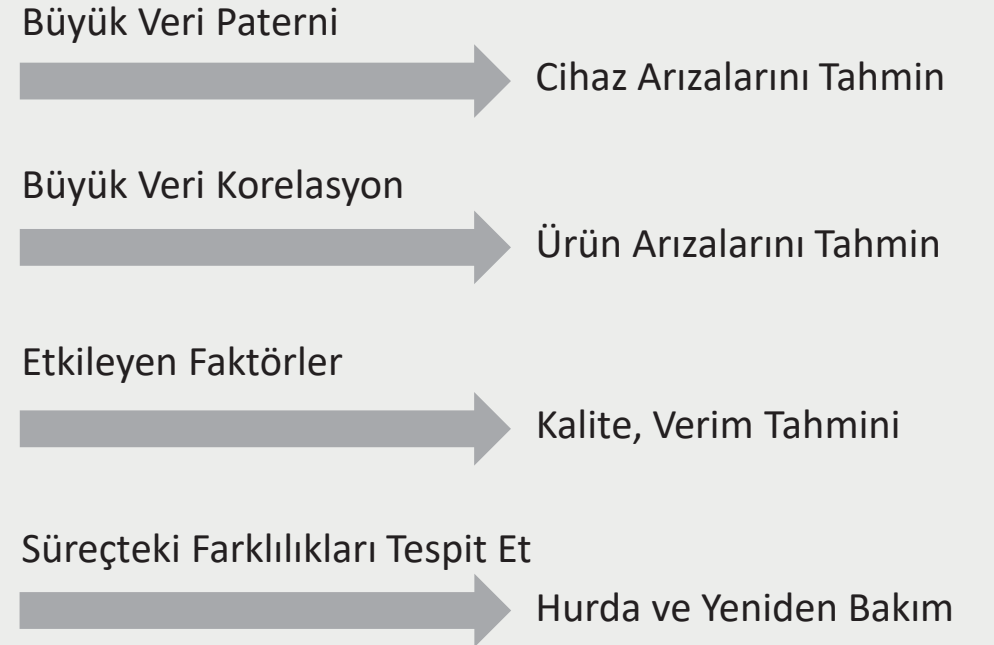 Büyük Veri Paterni
Cihaz Arızalarını Tahmin
Büyük Veri Korelasyon
Ürün Arızalarını Tahmin
Etkileyen Faktörler
Kalite, Verim Tahmini
Süreçteki Farklılıkları Tespit Et
Hurda ve Yeniden Bakım